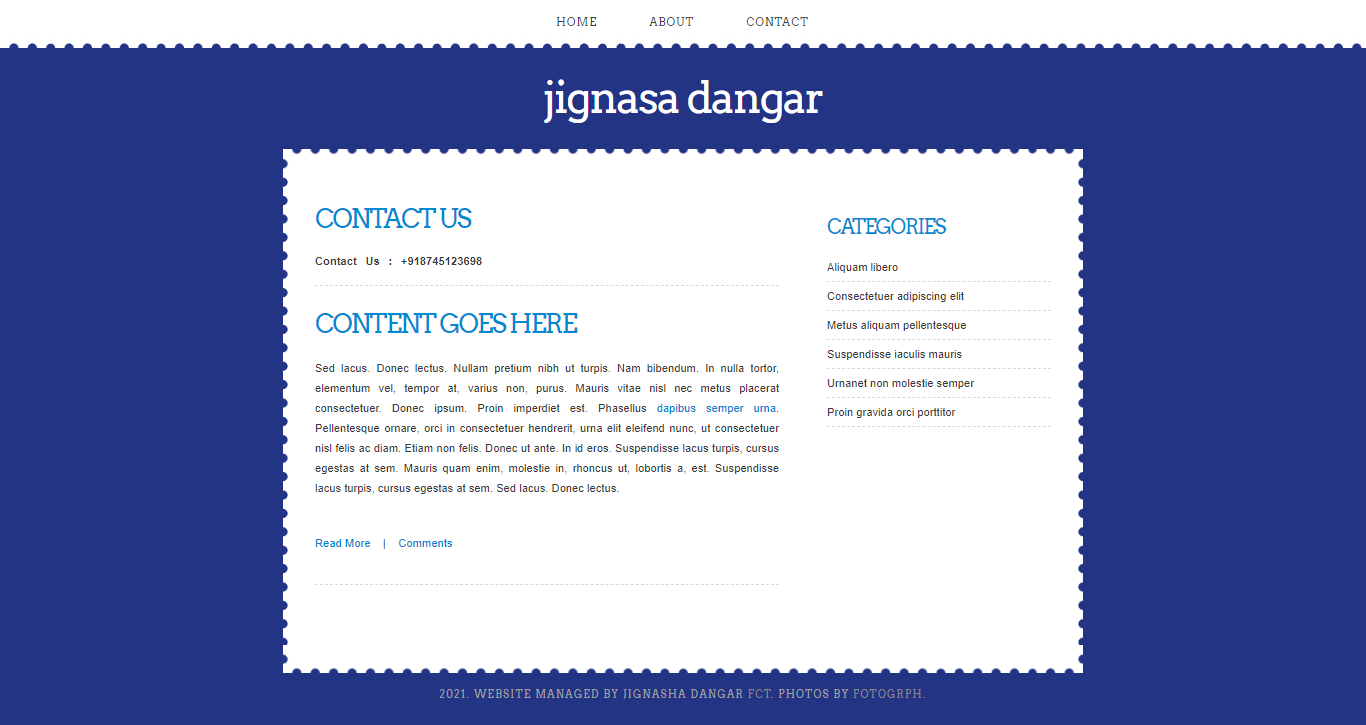 HOME ABOUT CONTACT
jignasa dangar
CONTACT US
Contact Us : +918745123698
CONTENT GOES HERE
Sed lacus. Donec lectus. Nullam pretium nibh ut turpis. Nam bibendum. In nulla tortor,
elementum vel, tempor at, varius non, purus. Mauris vitae nisl nec metus placerat
consectetuer. Donec ipsum. Proin imperdiet est. Phasellus dapibus semper urna.
Pellentesque ornare, orci in consectetuer hendrerit, urna elit eleifend nunc, ut consectetuer
nisl felis ac diam. Etiam non felis. Donec ut ante. In id eros. Suspendisse lacus turpis, cursus
egestas at sem. Mauris quam enim, molestie in, rhoncus ut, lobortis a, est. Suspendisse
lacus turpis, cursus egestas at sem. Sed lacus. Donec lectus.
Read More | Comments
CATEGORIES
Aliquam libero
Consectetuer adipiscing elit
Metus aliquam pellentesque
Suspendisse iaculis mauris
Urnanet non molestie semper
Proin gravida orci porttitor
2021. WEBSITE MANAGED BY JIGNASHA DANGAR FCT. PHOTOS BY FOTOGRPH.